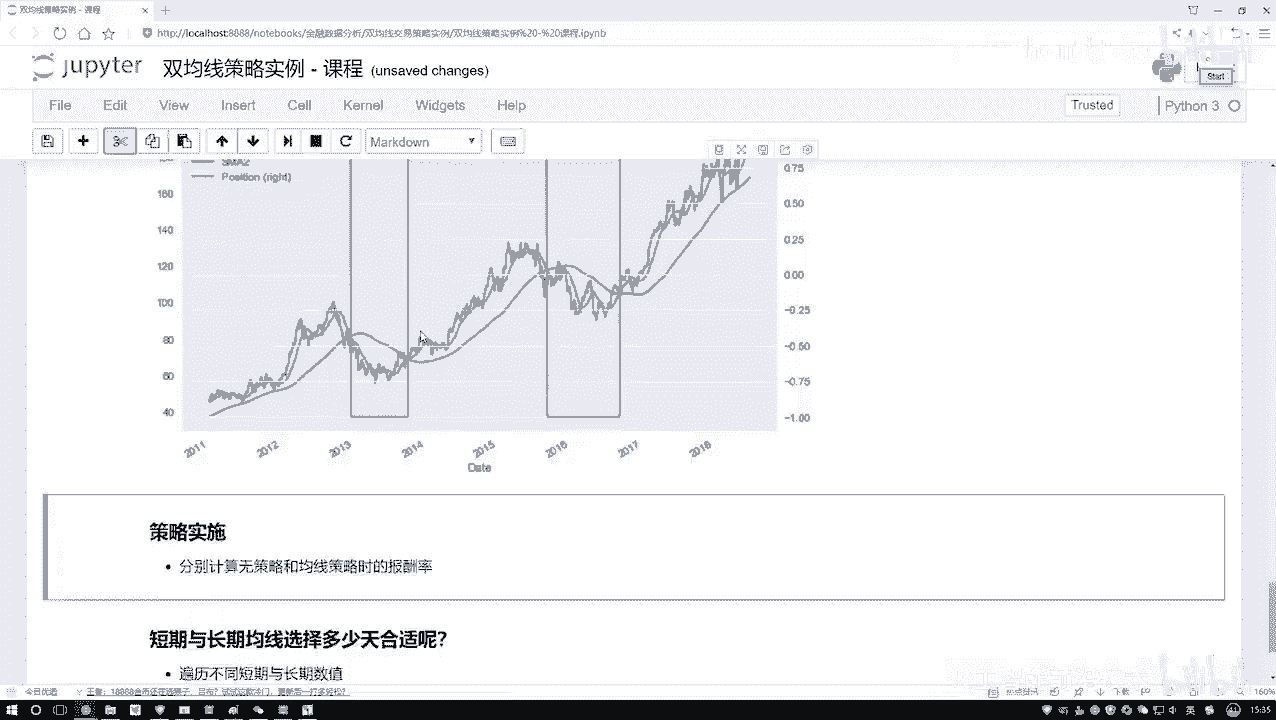 双均线策略实例 - 课程
http://localhost:8888/notebooks/金融数据分析/双均线交易策略实例/双均线策略实例%20-%20课程.ipynb
jupyter 双均线策略实例 - 课程 (unsaved changes)
Start
File Edit View Insert Cell Kernel Widgets Help
Trusted Python 3
Markdown
SMA2
Position (right)
160
140
120
100
80
60
40
0.75
0.50
0.25
0.00
−0.25
−0.50
−0.75
−1.00
2011 2012 2013 2014 2015 2016 2017 2018
Date
策略实施
• 分别计算无策略和均线策略时的报酬率
短期与长期均线选择多少天合适呢?
• 遍历不同短期与长期数值
今日优选
下载
160%
英
15:35